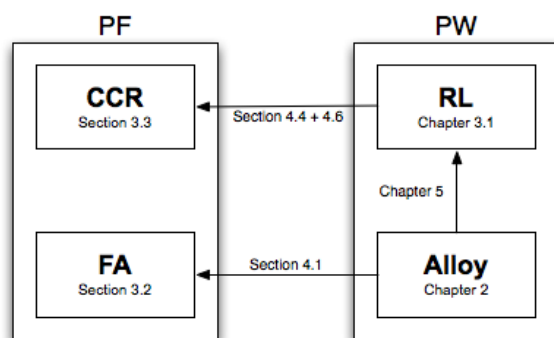 PF
PW
CCR
Section 3.3
Section 4.4 + 4.6
RL
Chapter 3.1
Chapter 5
FA
Section 3.2
Section 4.1
Alloy
Chapter 2